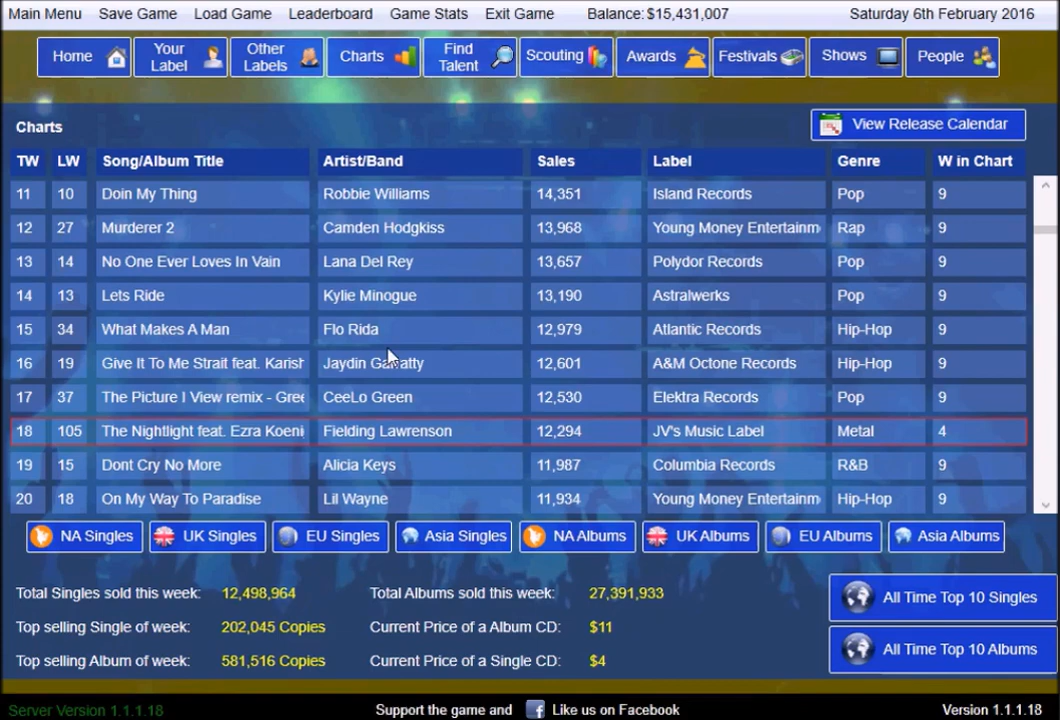 Main Menu Save Game Load Game Leaderboard Game Stats Exit Game Balance: $15,431,007 Saturday 6th February 2016
Home Your Label Other Labels Charts Find Talent Scouting Awards Festivals Shows People
Charts View Release Calendar
TW LW Song/Album Title Artist/Band Sales Label Genre W in Chart
11 10 Doin My Thing Robbie Williams 14,351 Island Records Pop 9
12 27 Murderer 2 Camden Hodgkiss 13,968 Young Money Entertainm Rap 9
13 14 No One Ever Loves In Vain Lana Del Rey 13,657 Polydor Records Pop 9
14 13 Lets Ride Kylie Minogue 13,190 Astralwerks Pop 9
15 34 What Makes A Man Flo Rida 12,979 Atlantic Records Hip-Hop 9
16 19 Give It To Me Strait feat. Karish Jaydin 12,601 A&M Octone Records Hip-Hop 9
17 37 The Picture I View remix - Gree CeeLo Green 12,530 Elektra Records Pop 9
18 105 The Nightlight feat. Ezra Koeni Fielding Lawrenson 12,294 JV's Music Label Metal 4
19 15 Dont Cry No More Alicia Keys 11,987 Columbia Records R&B 9
20 18 On My Way To Paradise Lil Wayne 11,934 Young Money Entertainm Hip-Hop 9
NA Singles UK Singles EU Singles Asia Singles NA Albums UK Albums EU Albums Asia Albums
Total Singles sold this week: 12,498,964 Total Albums sold this week: 27,391,933 All Time Top 10 Singles
Top selling Single of week: 202,045 Copies Current Price of a Album CD: $11
Top selling Album of week: 581,516 Copies Current Price of a Single CD: $4 All Time Top 10 Albums
Server Version 1.1.1.18 Support the game and Like us on Facebook Version 1.1.1.18